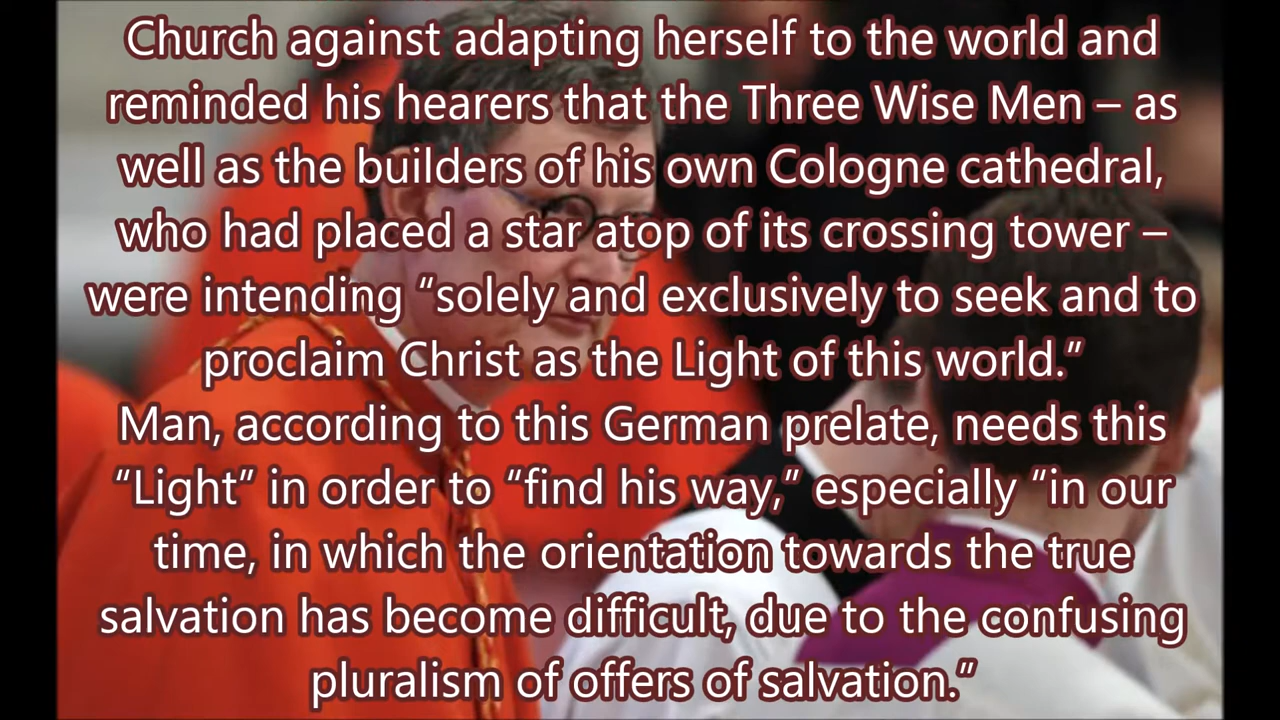 Church against adapting herself to the world and
reminded his hearers that the Three Wise Men – as
well as the builders of his own Cologne cathedral,
who had placed a star atop of its crossing tower –
were intending “solely and exclusively to seek and to
proclaim Christ as the Light of this world.”
Man, according to this German prelate, needs this
“Light” in order to “find his way,” especially “in our
time, in which the orientation towards the true
salvation has become difficult, due to the confusing
pluralism of offers of salvation.”